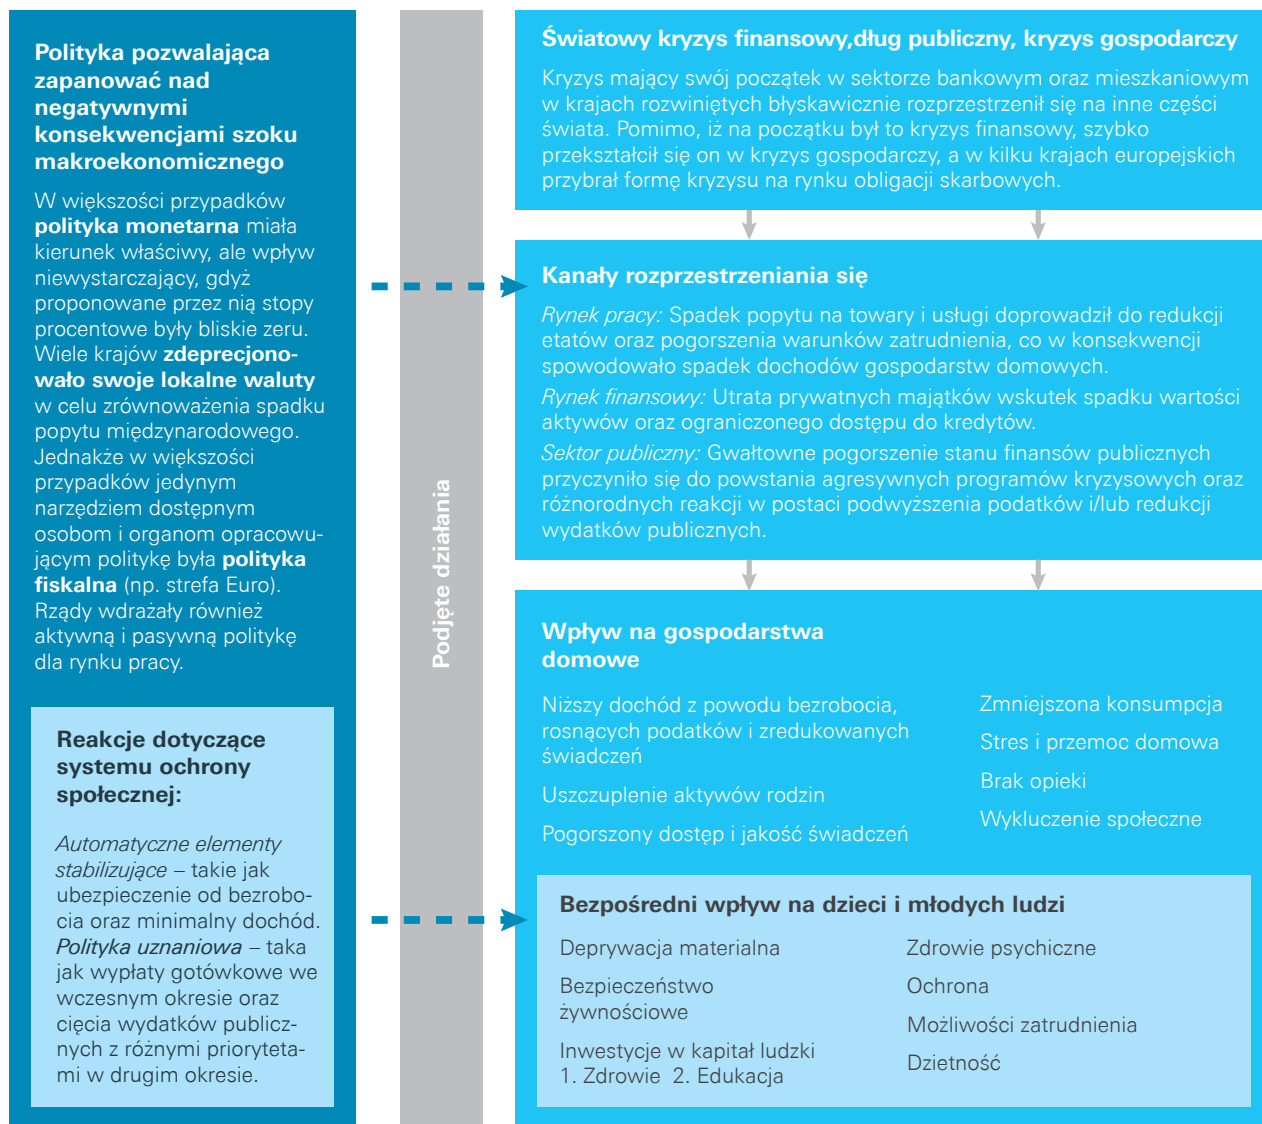 Polityka pozwalająca
zapanować nad
negatywnymi
konsekwencjami szoku
makroekonomicznego
W większości przypadków
polityka monetarna miała
kierunek właściwy, ale wpływ
niewystarczający, gdyż
proponowane przez nią stopy
procentowe były bliskie zeru.
Wiele krajów zdeprecjono-
wało swoje lokalne waluty
w celu zrównoważenia spadku
popytu międzynarodowego.
Jednakże w większości
przypadków jedynym
narzędziem dostępnym
osobom i organom opracowu-
jącym politykę była polityka
fiskalna (np. strefa Euro).
Rządy wdrażały również
aktywną i pasywną politykę
dla rynku pracy.
Reakcje dotyczące
systemu ochrony
społecznej:
Automatyczne elementy
stabilizujące – takie jak
ubezpieczenie od bezrobo-
cia oraz minimalny dochód.
Polityka uznaniowa – taka
jak wypłaty gotówkowe we
wczesnym okresie oraz
cięcia wydatków publicz-
nych z różnymi prioryteta-
mi w drugim okresie.
Podjęte działania
Światowy kryzys finansowy,dług publiczny, kryzys gospodarczy
Kryzys mający swój początek w sektorze bankowym oraz mieszkaniowym
w krajach rozwiniętych błyskawicznie rozprzestrzenił się na inne części
świata. Pomimo, iż na początku był to kryzys finansowy, szybko
przekształcił się on w kryzys gospodarczy, a w kilku krajach europejskich
przybrał formę kryzysu na rynku obligacji skarbowych.
Kanały rozprzestrzeniania się
Rynek pracy: Spadek popytu na towary i usługi doprowadził do redukcji
etatów oraz pogorszenia warunków zatrudnienia, co w konsekwencji
spowodowało spadek dochodów gospodarstw domowych.
Rynek finansowy: Utrata prywatnych majątków wskutek spadku wartości
aktywów oraz ograniczonego dostępu do kredytów.
Sektor publiczny: Gwałtowne pogorszenie stanu finansów publicznych
przyczyniło się do powstania agresywnych programów kryzysowych oraz
różnorodnych reakcji w postaci podwyższenia podatków i/lub redukcji
wydatków publicznych.
Wpływ na gospodarstwa
domowe
Niższy dochód z powodu bezrobocia,
rosnących podatków i zredukowanych
świadczeń
Uszczuplenie aktywów rodzin
Pogorszony dostęp i jakość świadczeń
Zmniejszona konsumpcja
Stres i przemoc domowa
Brak opieki
Wykluczenie społeczne
Bezpośredni wpływ na dzieci i młodych ludzi
Deprywacja materialna
Bezpieczeństwo
żywnościowe
Inwestycje w kapitał ludzki
1. Zdrowie 2. Edukacja
Zdrowie psychiczne
Ochrona
Możliwości zatrudnienia
Dzietność